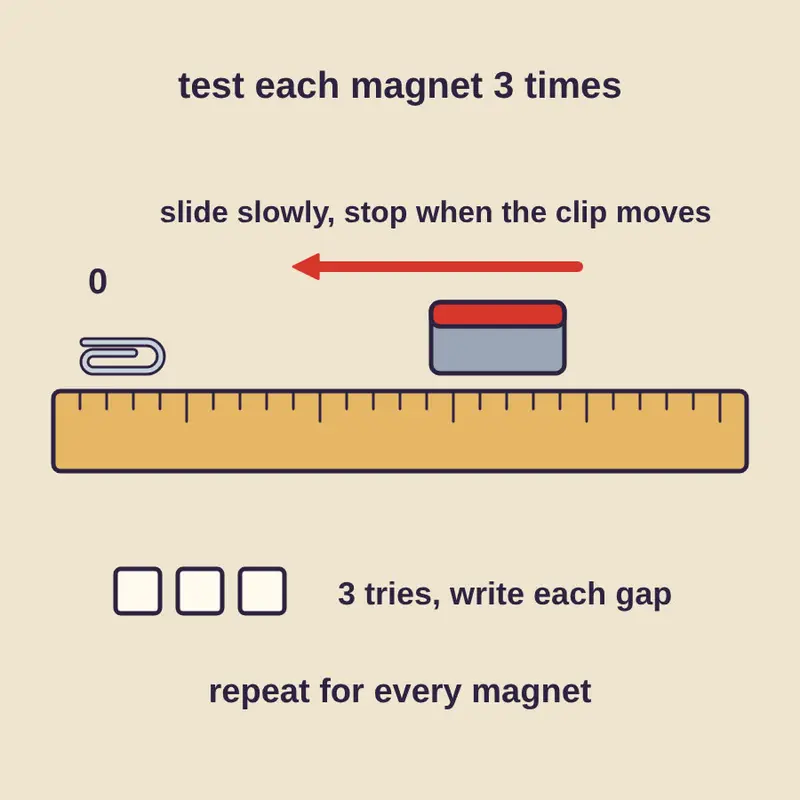 test each magnet 3 times
slide slowly, stop when the clip moves
0
3 tries, write each gap
repeat for every magnet